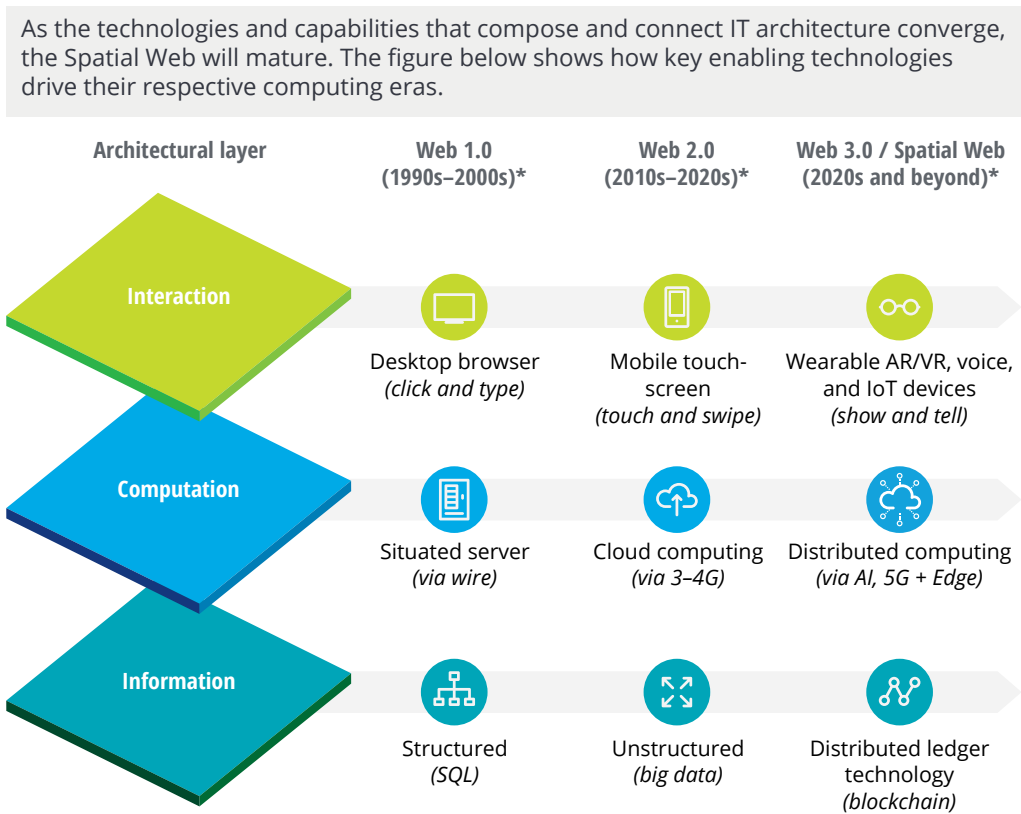 As the technologies and capabilities that compose and connect IT architecture converge,
the Spatial Web will mature. The figure below shows how key enabling technologies
drive their respective computing eras.
Architectural layer
Web 1.0
(1990s–2000s)*
Web 2.0
(2010s–2020s)*
Web 3.0 / Spatial Web
(2020s and beyond)*
Interaction
Desktop browser
(click and type)
Mobile touch-
screen
(touch and swipe)
Wearable AR/VR, voice,
and IoT devices
(show and tell)
Computation
Situated server
(via wire)
Cloud computing
(via 3–4G)
Distributed computing
(via AI, 5G + Edge)
Information
Structured
(SQL)
Unstructured
(big data)
Distributed ledger
technology
(blockchain)